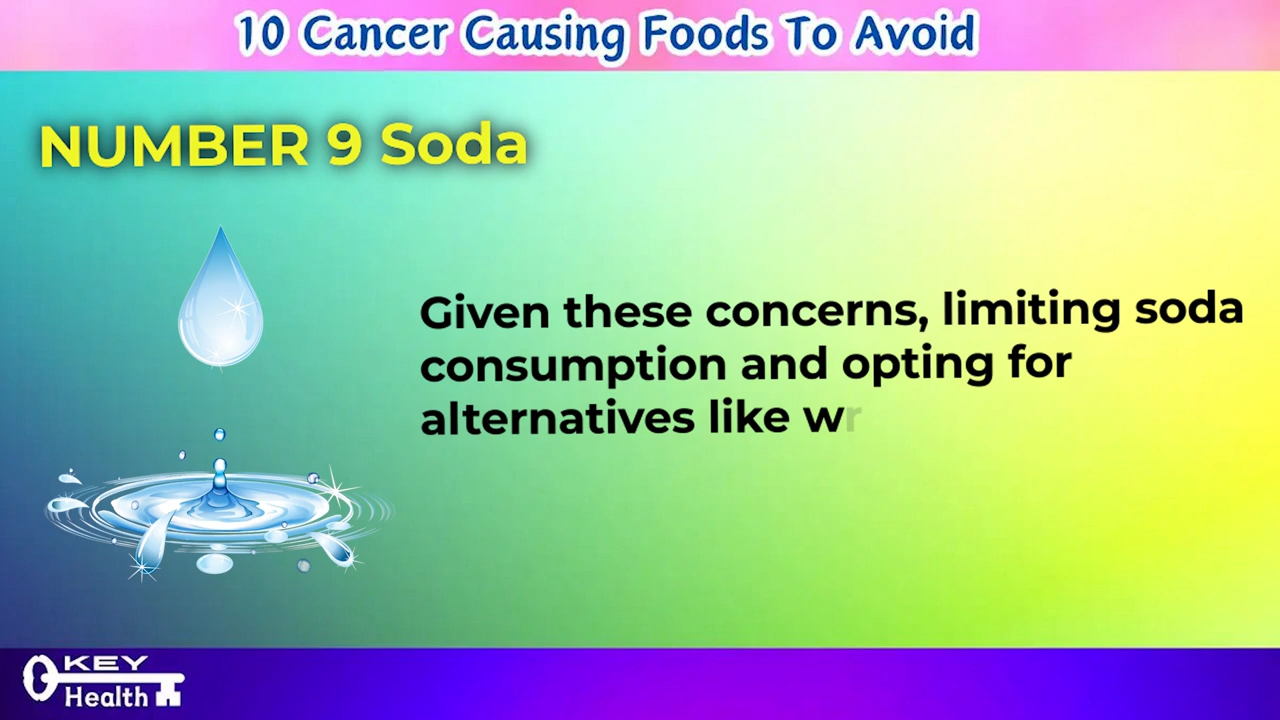 10 Cancer Causing Foods To Avoid
NUMBER 9 Soda
Given these concerns, limiting soda
consumption and opting for
alternatives like wr
KEY
Health